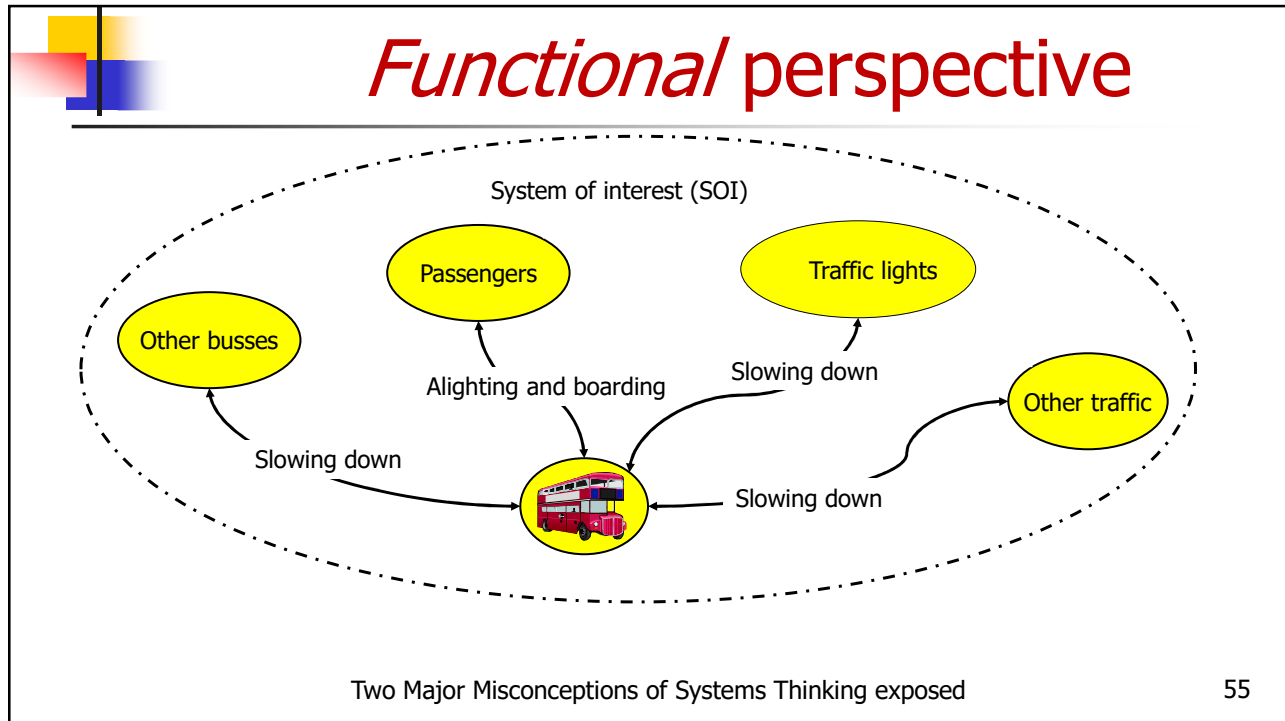 Functional perspective
System of interest (SOI)
Passengers
Traffic lights
Other busses
Alighting and boarding
Slowing down
Other traffic
Slowing down
Slowing down
Two Major Misconceptions of Systems Thinking exposed
55